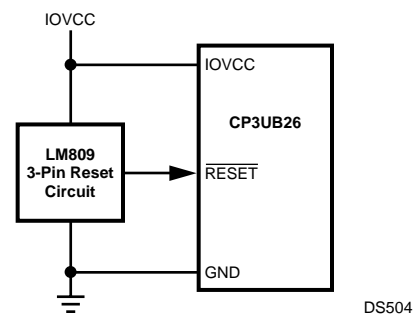 IOVCC
IOVCC
CP3UB26
LM809
3-Pin Reset
Circuit
RESET
GND
DS504